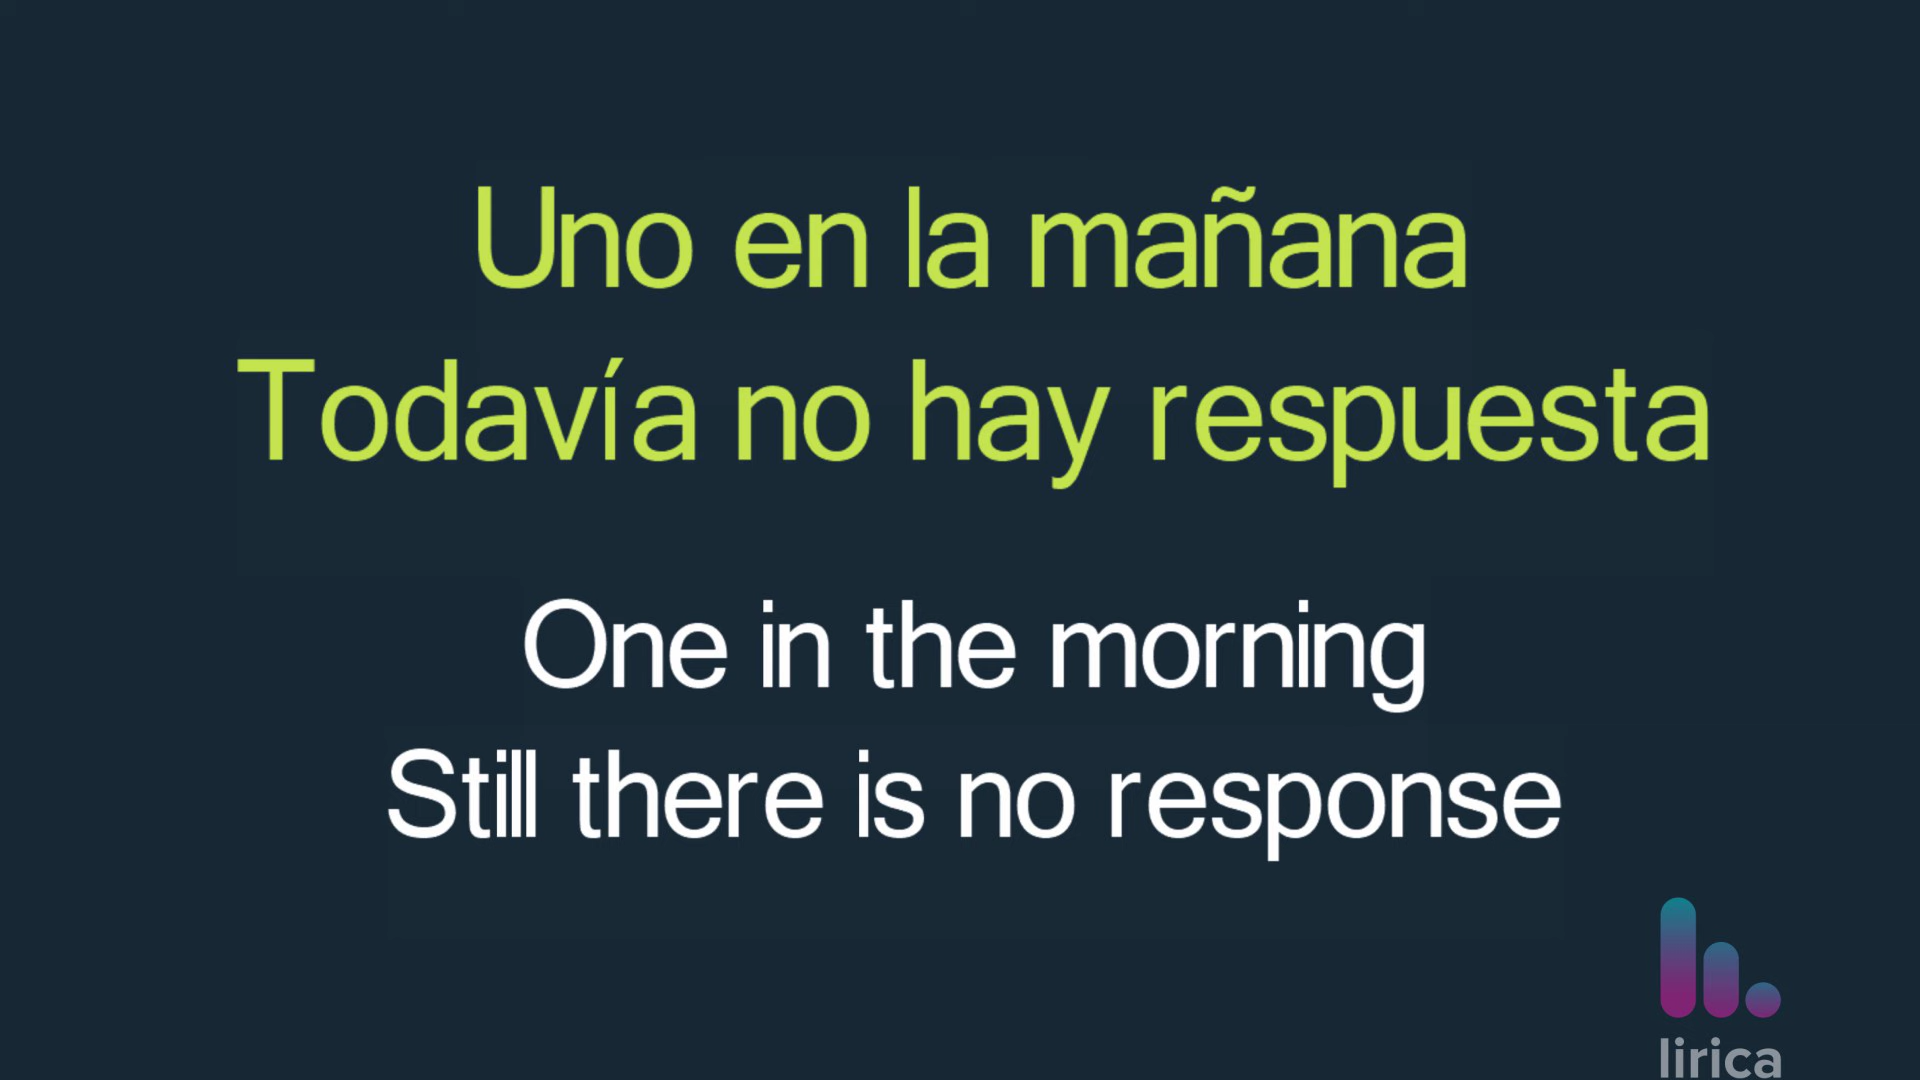 Uno en la mañana
Todavía no hay respuesta
One in the morning
Still there is no response
lirica